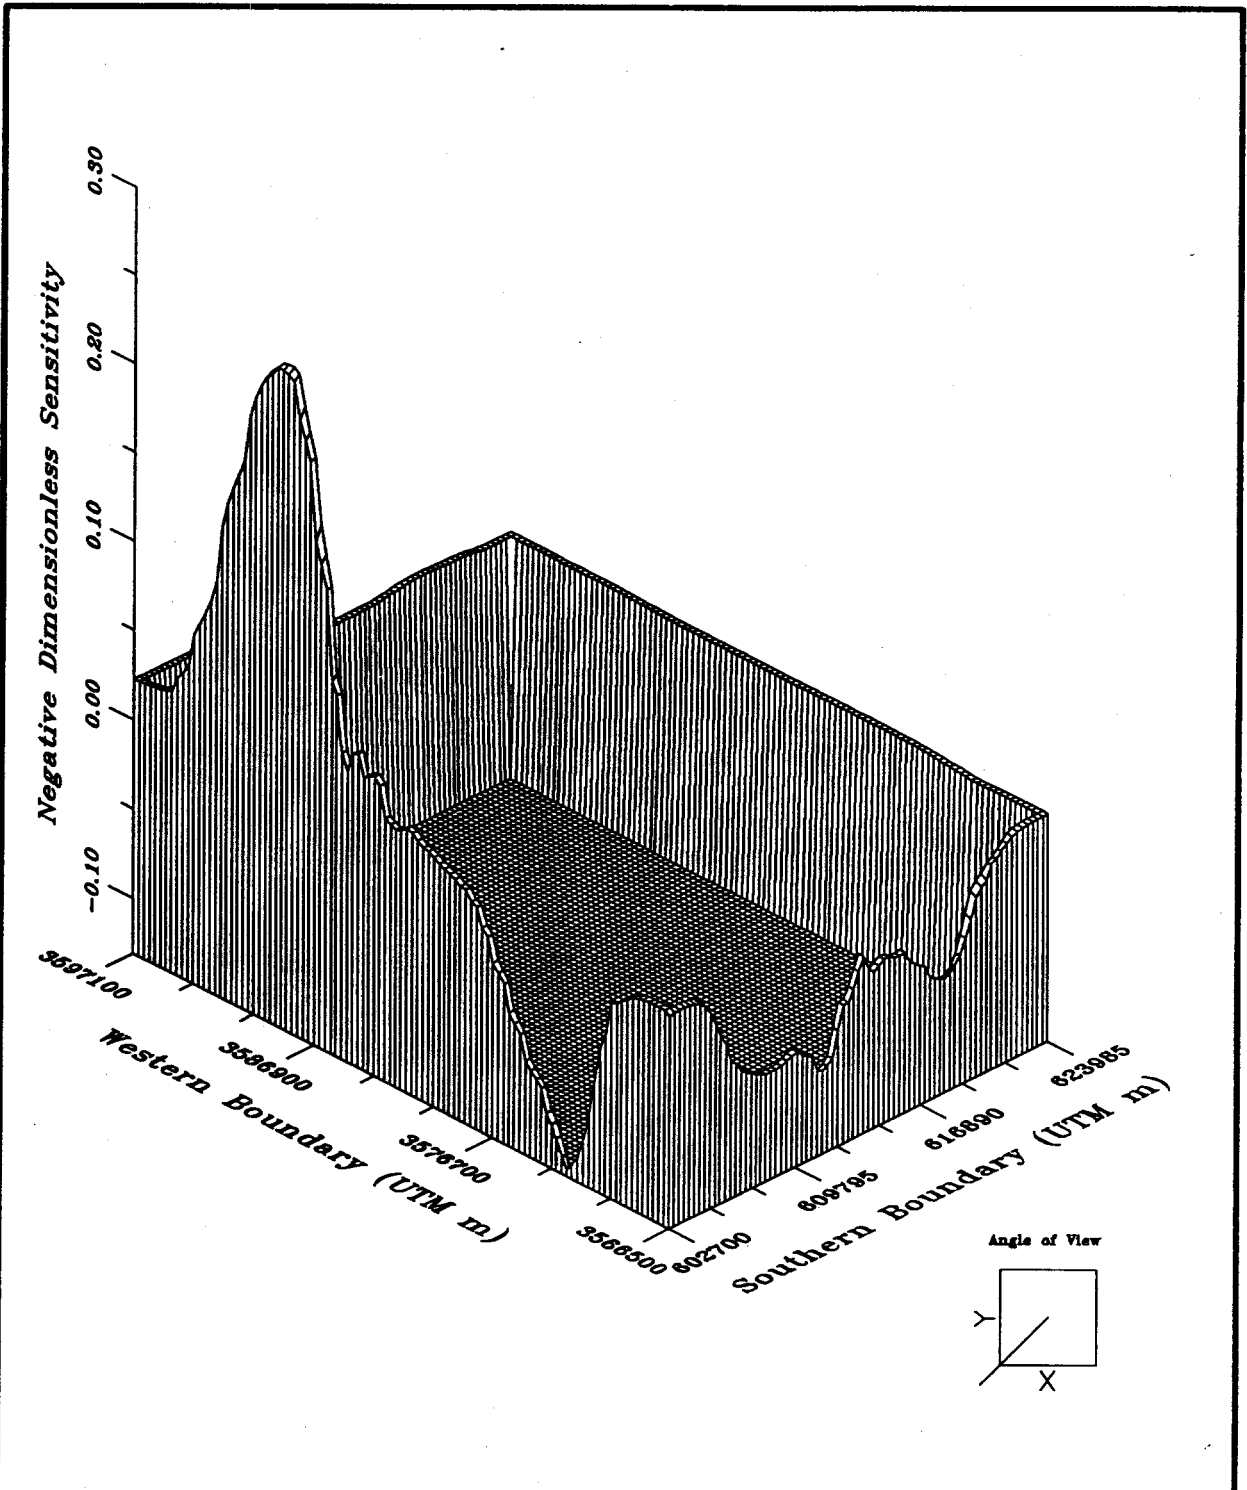 0.30
0.20
0.10
0.00
-0.10
Negative Dimensionless Sensitivity
3597100
3586900
3576700
3566500
Western Boundary (UTM m)
602700
609795
616890
623985
Southern Boundary (UTM m)
Angle of View
Y
X